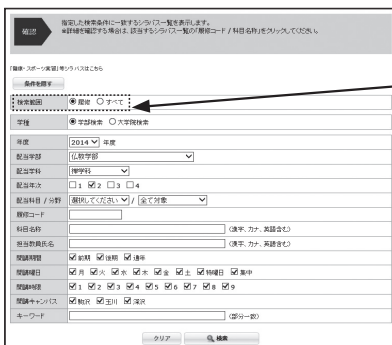 確認
指定した検索条件に一致するシラバス一覧を表示します。
※詳細を確認する場合は、該当するシラバス一覧の「履修コード / 科目名称」をクリックしてください。
「健康・スポーツ実習」等シラバスはこちら
条件を隠す
検索範囲 履修 すべて
学種 学部検索 大学院検索
年度 2014 年度
配当学部 仏教学部
配当学科 禅学科
配当年次 1 2 3 4
配当科目 / 分野 選択してください / 全て対象
履修コード
科目名称 (漢字、カナ、英語含む)
担当教員氏名 (漢字、カナ、英語含む)
開講期間 前期 後期 通年
開講曜日 月 火 水 木 金 土 特曜日 集中
開講時限 1 2 3 4 5 6 7 8 9
開講キャンパス 駒沢 玉川 深沢
キーワード (部分一致)
クリア 検索